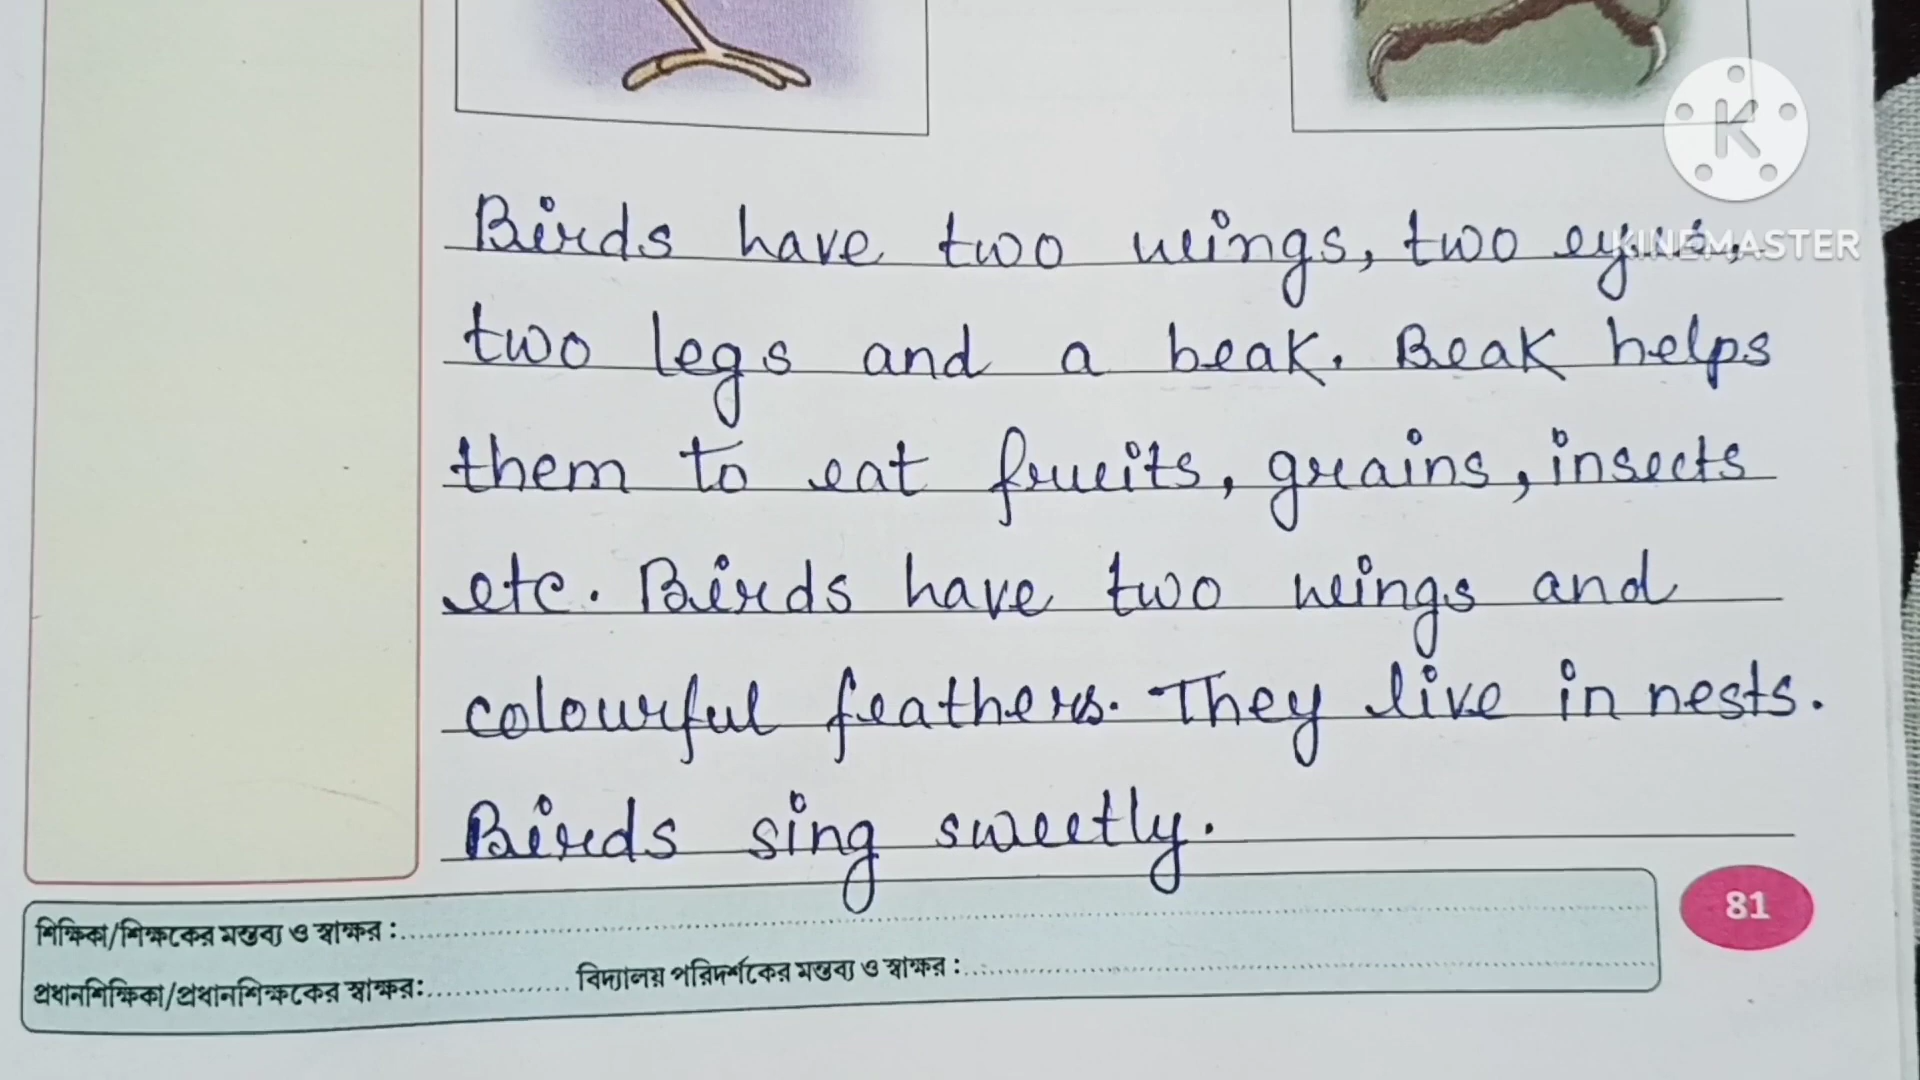 K
Birds have two wings, two eyes,
KINEMASTER
two legs and a beak. Beak helps
them to eat fruits, grains, insects
etc. Birds have two wings and
colourful feathers. They live in nests.
Birds sing sweetly.
শিক্ষিকা/শিক্ষকের মন্তব্য ও স্বাক্ষর :
81
প্রধানশিক্ষিকা/প্রধানশিক্ষকের স্বাক্ষর: বিদ্যালয় পরিদর্শকের মন্তব্য ও স্বাক্ষর :